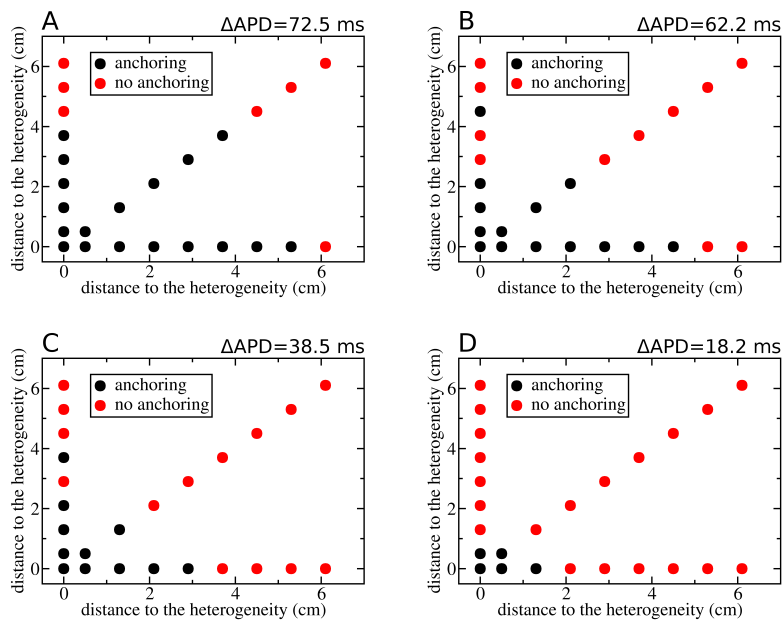 A
ΔAPD=72.5 ms
distance to the heterogeneity (cm)
6
4
2
0
anchoring
no anchoring
0 2 4 6
distance to the heterogeneity (cm)
B
ΔAPD=62.2 ms
distance to the heterogeneity (cm)
6
4
2
0
anchoring
no anchoring
0 2 4 6
distance to the heterogeneity (cm)
C
ΔAPD=38.5 ms
distance to the heterogeneity (cm)
6
4
2
0
anchoring
no anchoring
0 2 4 6
distance to the heterogeneity (cm)
D
ΔAPD=18.2 ms
distance to the heterogeneity (cm)
6
4
2
0
anchoring
no anchoring
0 2 4 6
distance to the heterogeneity (cm)